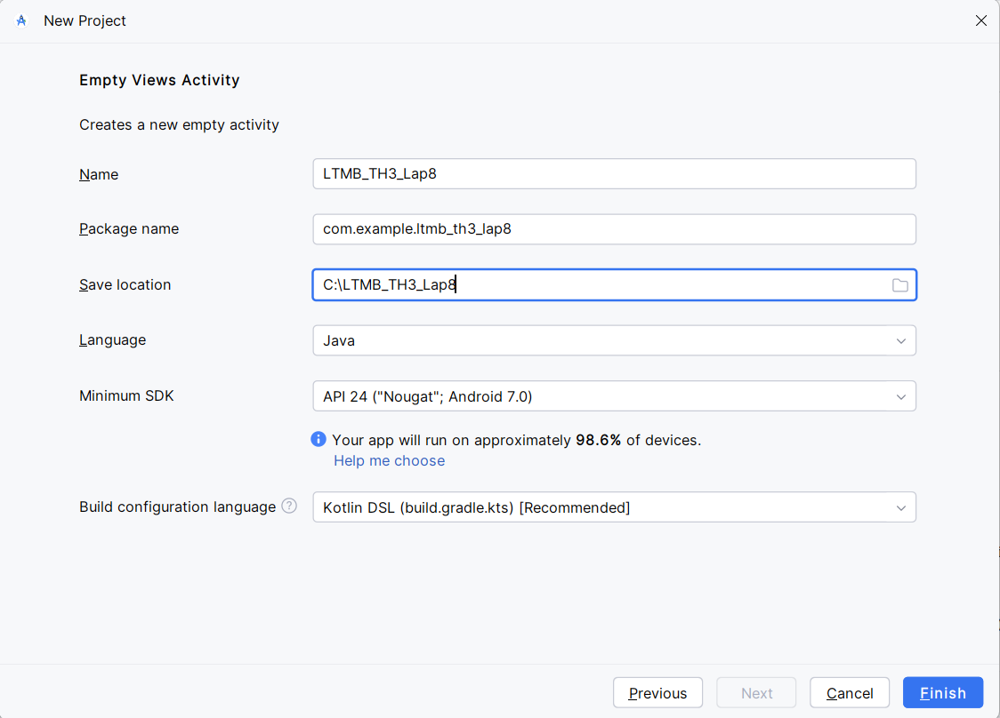 New Project
Empty Views Activity
Creates a new empty activity
Name LTMB_TH3_Lap8
Package name com.example.ltmb_th3_lap8
Save location C:\LTMB_TH3_Lap8
Language Java
Minimum SDK API 24 ("Nougat"; Android 7.0)
Your app will run on approximately 98.6% of devices.
Help me choose
Build configuration language ? Kotlin DSL (build.gradle.kts) [Recommended]
Previous Next Cancel Finish